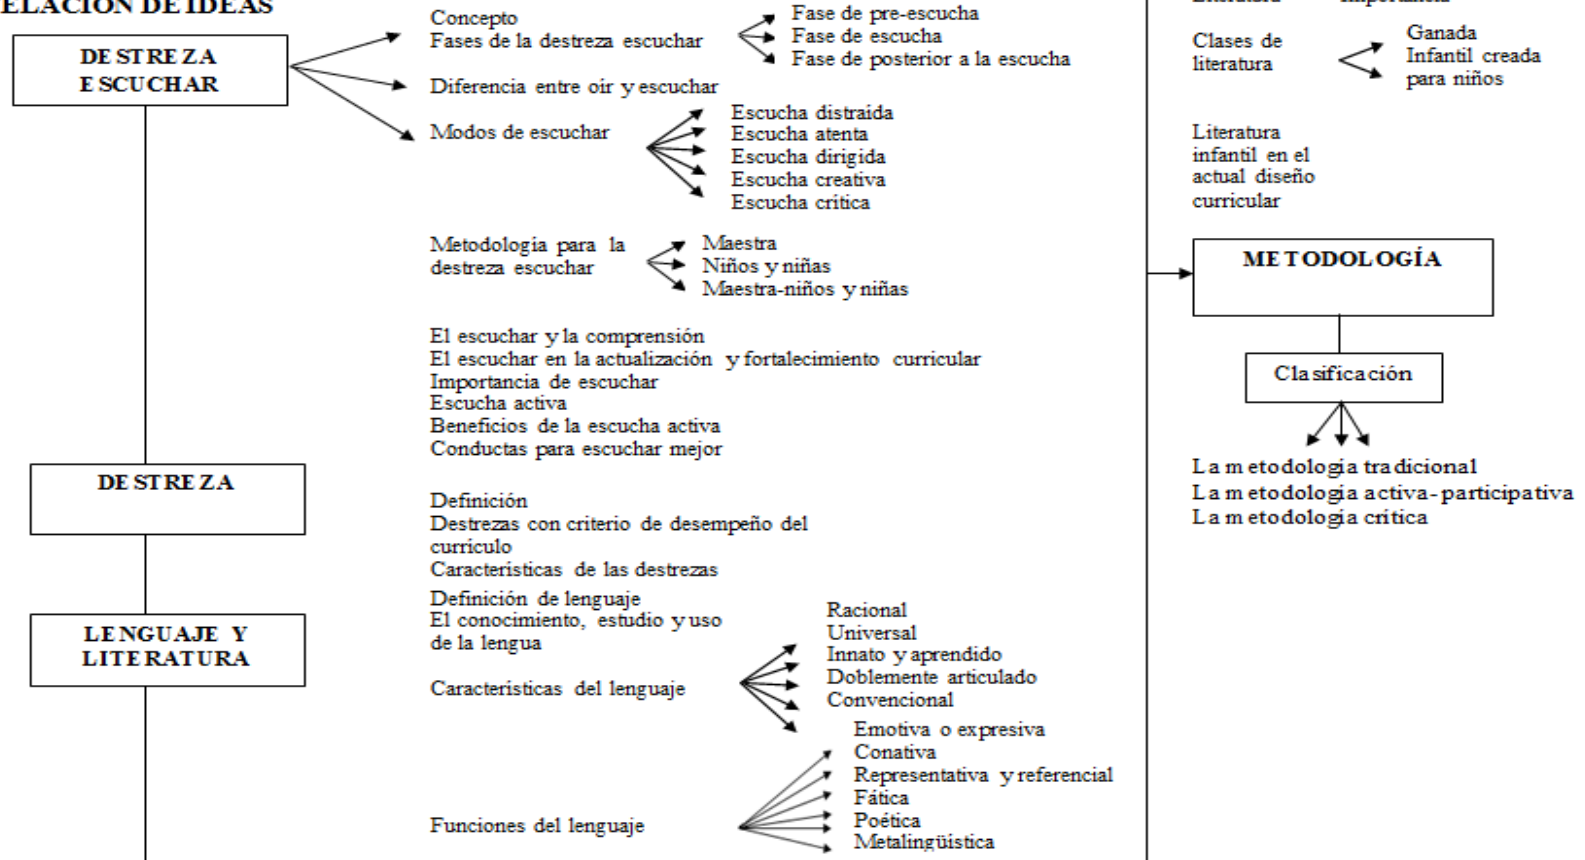 ELACIÓN DE IDEAS
DESTREZA
ESCUCHAR
Concepto
Fases de la destreza escuchar
Fase de pre-escucha
Fase de escucha
Fase de posterior a la escucha
Diferencia entre oír y escuchar
Modos de escuchar
Escucha distraída
Escucha atenta
Escucha dirigida
Escucha creativa
Escucha crítica
Metodología para la
destreza escuchar
Maestra
Niños y niñas
Maestra-niños y niñas
El escuchar y la comprensión
El escuchar en la actualización y fortalecimiento curricular
Importancia de escuchar
Escucha activa
Beneficios de la escucha activa
Conductas para escuchar mejor
DESTREZA
Definición
Destrezas con criterio de desempeño del
currículo
Características de las destrezas
LENGUAJE Y
LITERATURA
Definición de lenguaje
El conocimiento, estudio y uso
de la lengua
Características del lenguaje
Racional
Universal
Innato y aprendido
Doblemente articulado
Convencional
Funciones del lenguaje
Emotiva o expresiva
Conativa
Representativa y referencial
Fática
Poética
Metalingüística
Literatura
Importancia
Clases de
literatura
Ganada
Infantil creada
para niños
Literatura
infantil en el
actual diseño
curricular
METODOLOGÍA
Clasificación
La metodología tradicional
La metodología activa-participativa
La metodología crítica